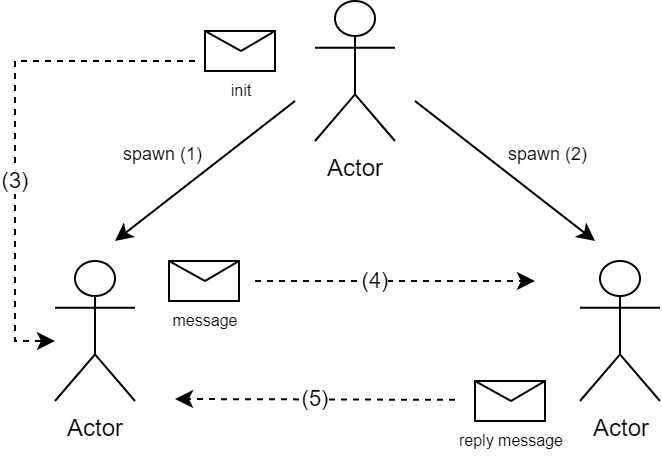 init
spawn (1)
spawn (2)
Actor
(3)
(4)
message
(5)
Actor
Actor
reply message